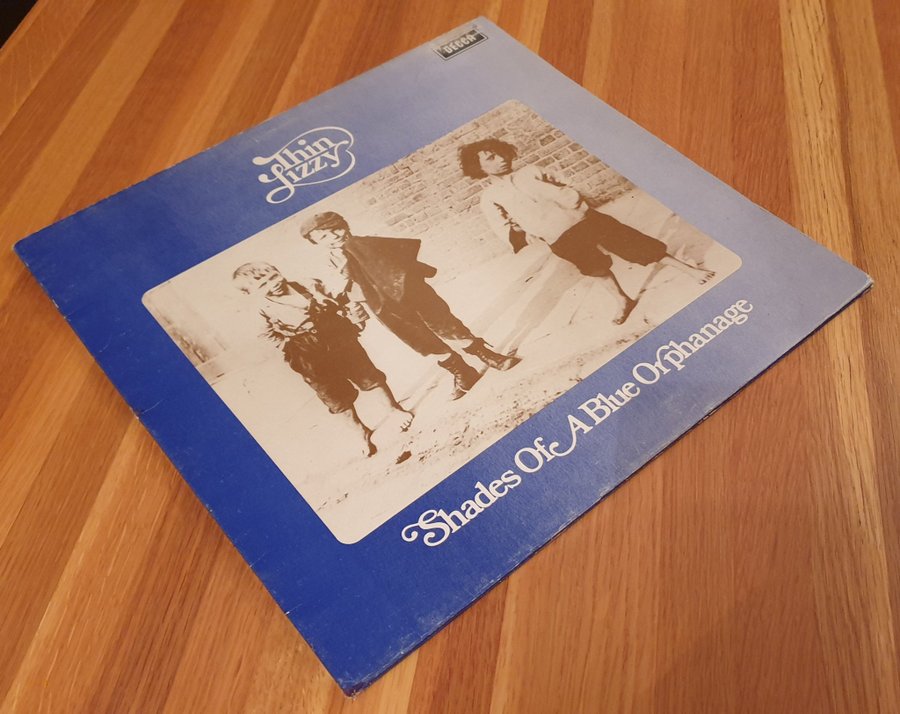 DECCA
Thin
Lizzy
Shades Of A Blue Orphanage